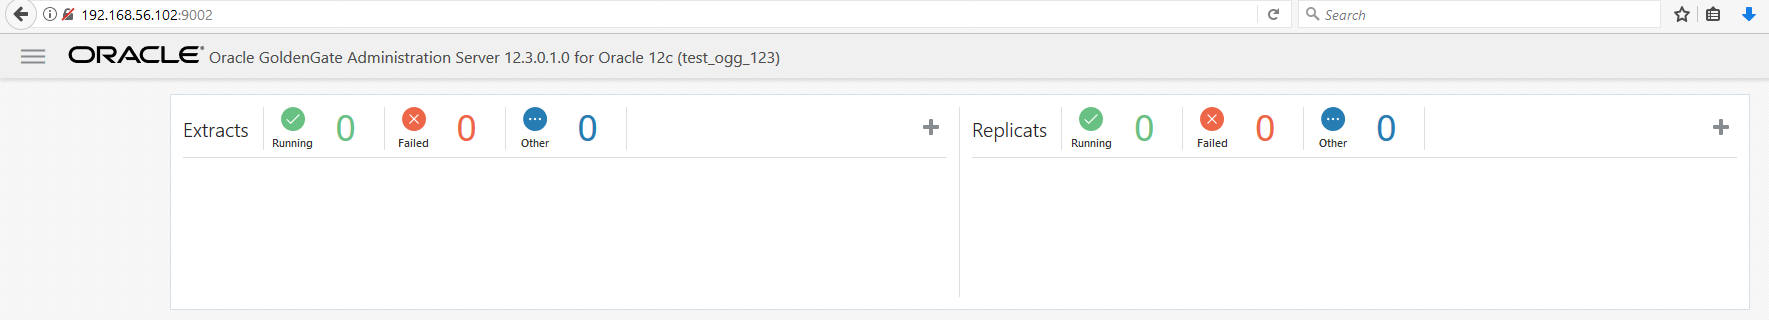 192.168.56.102:9002
Search
ORACLE® Oracle GoldenGate Administration Server 12.3.0.1.0 for Oracle 12c (test_ogg_123)
Extracts Running 0 Failed 0 Other 0
Replicats Running 0 Failed 0 Other 0